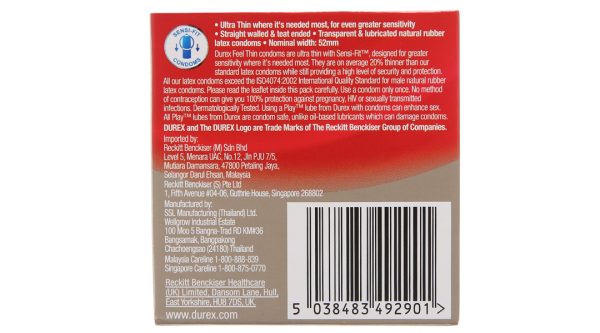 • Ultra Thin where it's needed most, for even greater sensitivity
• Straight walled & teat ended • Transparent & lubricated natural rubber
latex condoms • Nominal width: 52mm
SENSI-FIT
CONDOMS
Durex Feel Thin condoms are ultra thin with Sensi-Fit™, designed for greater
sensitivity where it's needed most. They are on average 20% thinner than our
standard latex condoms while still providing a high level of security and protection.
All our latex condoms exceed the ISO4074:2002 International Quality Standard for male natural rubber
latex condoms. Please read the leaflet inside this pack carefully. Use a condom only once. No method
of contraception can give you 100% protection against pregnancy, HIV or sexually transmitted
infections. Dermatologically Tested. Using a Play™ lube from Durex with condoms can enhance sex.
All Play™ lubes from Durex are condom safe, unlike oil-based lubricants which can damage condoms.
DUREX and The DUREX Logo are Trade Marks of The Reckitt Benckiser Group of Companies.
Imported by:
Reckitt Benckiser (M) Sdn Bhd
Level 5, Menara UAC, No.12, Jln PJU 7/5,
Mutiara Damansara, 47800 Petaling Jaya,
Selangor Darul Ehsan, Malaysia
Reckitt Benckiser (S) Pte Ltd
1, Fifth Avenue #04-06, Guthrie House, Singapore 268802
Manufactured by:
SSL Manufacturing (Thailand) Ltd.
Wellgrow Industrial Estate
100 Moo 5 Bangna-Trad RD KM#36
Bangsamak, Bangpakong
Chachoengsao (24180) Thailand
Malaysia Careline 1-800-888-839
Singapore Careline 1-800-875-0770
Reckitt Benckiser Healthcare
(UK) Limited, Dansom Lane, Hull,
East Yorkshire, HU8 7DS, UK
www.durex.com
5 038483 492901 >